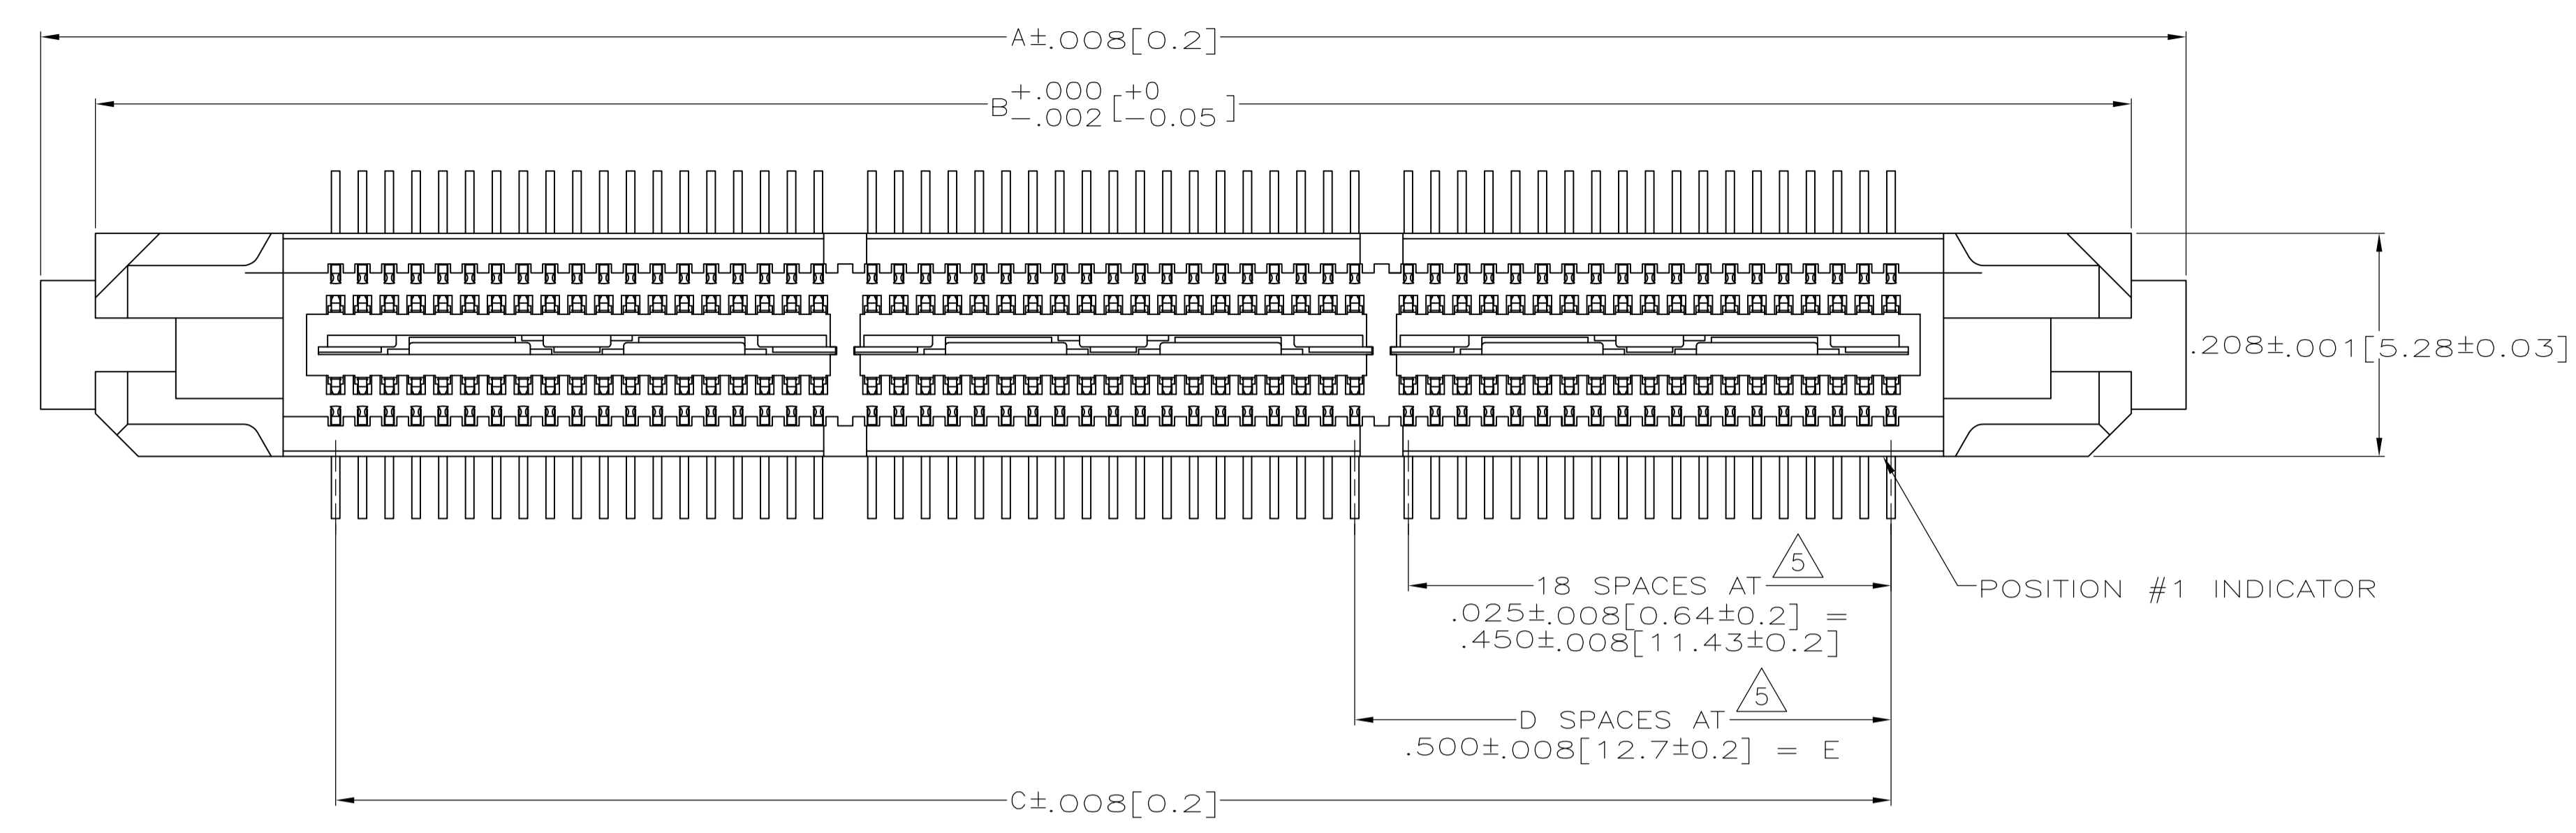 A±.008[0.2]
B +.000 -.002 [+0 -0.05]
.208±.001[5.28±0.03]
5
18 SPACES AT
.025±.008[0.64±0.2] =
.450±.008[11.43±0.2]
POSITION #1 INDICATOR
5
D SPACES AT
.500±.008[12.7±0.2] = E
C±.008[0.2]